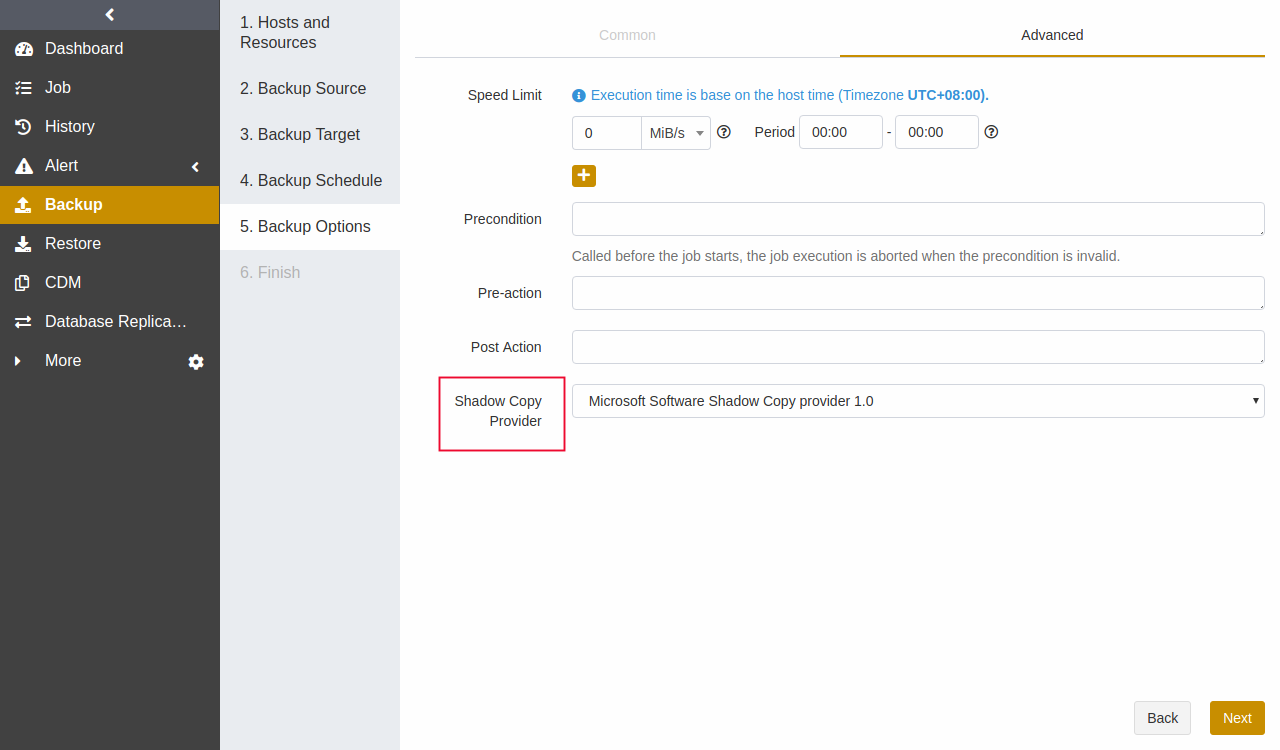 Dashboard
Job
History
Alert
Backup
Restore
CDM
Database Replica…
More
1. Hosts and
Resources
2. Backup Source
3. Backup Target
4. Backup Schedule
5. Backup Options
6. Finish
Common
Advanced
Speed Limit
Execution time is base on the host time (Timezone UTC+08:00).
0 MiB/s Period 00:00 - 00:00
Precondition
Called before the job starts, the job execution is aborted when the precondition is invalid.
Pre-action
Post Action
Shadow Copy
Provider
Microsoft Software Shadow Copy provider 1.0
Back
Next